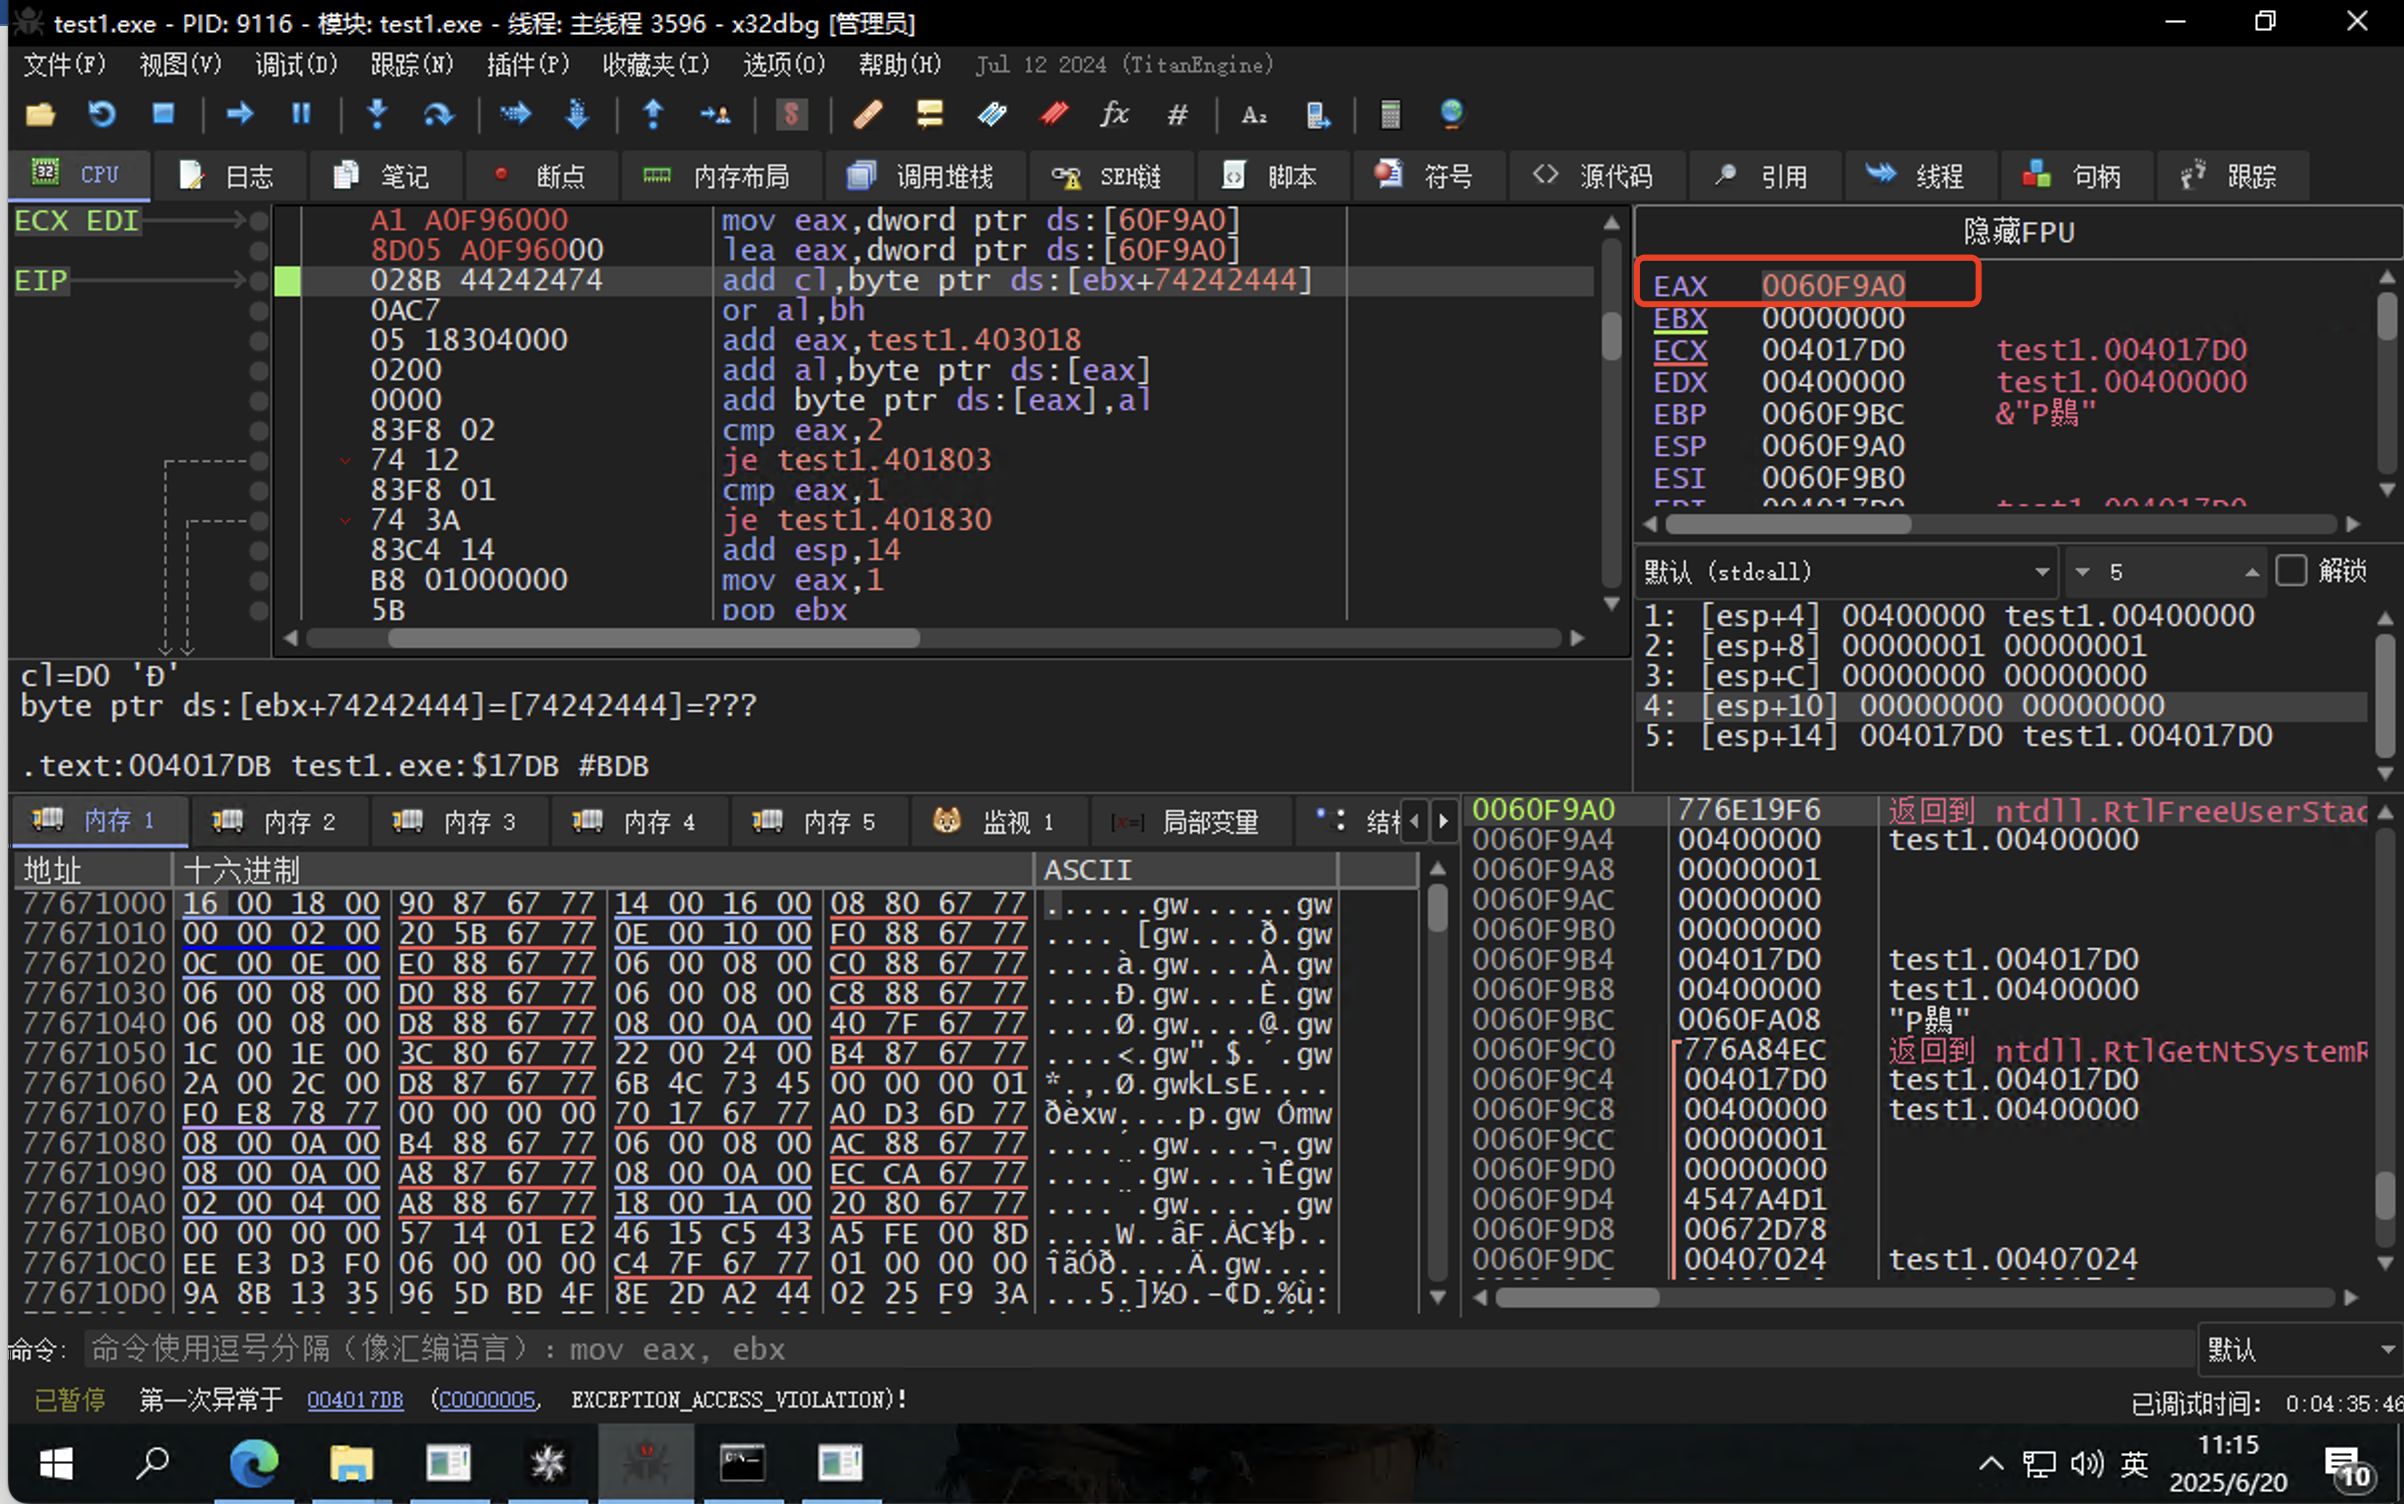 test1.exe - PID: 9116 - 模块: test1.exe - 线程: 主线程 3596 - x32dbg [管理员]
文件(F) 视图(V) 调试(D) 跟踪(N) 插件(P) 收藏夹(I) 选项(O) 帮助(H) Jul 12 2024 (TitanEngine)
CPU 日志 笔记 断点 内存布局 调用堆栈 SEH链 脚本 符号 源代码 引用 线程 句柄 跟踪
ECX EDI
EIP
A1 A0F96000 mov eax,dword ptr ds:[60F9A0]
8D05 A0F96000 lea eax,dword ptr ds:[60F9A0]
028B 44242474 add cl,byte ptr ds:[ebx+74242444]
0AC7 or al,bh
05 18304000 add eax,test1.403018
0200 add al,byte ptr ds:[eax]
0000 add byte ptr ds:[eax],al
83F8 02 cmp eax,2
74 12 je test1.401803
83F8 01 cmp eax,1
74 3A je test1.401830
83C4 14 add esp,14
B8 01000000 mov eax,1
5B pop ebx
隐藏FPU
EAX 0060F9A0
EBX 00000000
ECX 004017D0 test1.004017D0
EDX 00400000 test1.00400000
EBP 0060F9BC &"P鷃"
ESP 0060F9A0
ESI 0060F9B0
EDI 004017D0 test1.004017D0
默认 (stdcall) 5 解锁
1: [esp+4] 00400000 test1.00400000
2: [esp+8] 00000001 00000001
3: [esp+C] 00000000 00000000
4: [esp+10] 00000000 00000000
5: [esp+14] 004017D0 test1.004017D0
cl=D0 'Ð'
byte ptr ds:[ebx+74242444]=[74242444]=???
.text:004017DB test1.exe:$17DB #BDB
内存 1 内存 2 内存 3 内存 4 内存 5 监视 1 [x=] 局部变量 结
地址 十六进制 ASCII
77671000 16 00 18 00 90 87 67 77 14 00 16 00 08 80 67 77 ......gw......gw
77671010 00 00 02 00 20 5B 67 77 0E 00 10 00 F0 88 67 77 .... [gw....ð.gw
77671020 0C 00 0E 00 E0 88 67 77 06 00 08 00 C0 88 67 77 ....à.gw....À.gw
77671030 06 00 08 00 D0 88 67 77 06 00 08 00 C8 88 67 77 ....Ð.gw....È.gw
77671040 06 00 08 00 D8 88 67 77 08 00 0A 00 40 7F 67 77 ....Ø.gw....@.gw
77671050 1C 00 1E 00 3C 80 67 77 22 00 24 00 B4 87 67 77 ....<.gw".$.´.gw
77671060 2A 00 2C 00 D8 87 67 77 6B 4C 73 45 00 00 00 01 *.,.Ø.gwkLsE....
77671070 F0 E8 78 77 00 00 00 00 70 17 67 77 A0 D3 6D 77 ðèxw....p.gw Ómw
77671080 08 00 0A 00 B4 88 67 77 06 00 08 00 AC 88 67 77 ....´.gw....¬.gw
77671090 08 00 0A 00 A8 87 67 77 08 00 0A 00 EC CA 67 77 ....¨.gw....ìÊgw
776710A0 02 00 04 00 A8 88 67 77 18 00 1A 00 20 80 67 77 ....¨.gw.... .gw
776710B0 00 00 00 00 57 14 01 E2 46 15 C5 43 A5 FE 00 8D ....W..âF.ÅC¥þ..
776710C0 EE E3 D3 F0 06 00 00 00 C4 7F 67 77 01 00 00 00 îãÓð....Ä.gw....
776710D0 9A 8B 13 35 96 5D BD 4F 8E 2D A2 44 02 25 F9 3A ...5.]½O.-¢D.%ù:
0060F9A0 776E19F6 返回到 ntdll.RtlFreeUserStac
0060F9A4 00400000 test1.00400000
0060F9A8 00000001
0060F9AC 00000000
0060F9B0 00000000
0060F9B4 004017D0 test1.004017D0
0060F9B8 00400000 test1.00400000
0060F9BC 0060FA08 "P鷃"
0060F9C0 776A84EC 返回到 ntdll.RtlGetNtSystemR
0060F9C4 004017D0 test1.004017D0
0060F9C8 00400000 test1.00400000
0060F9CC 00000001
0060F9D0 00000000
0060F9D4 4547A4D1
0060F9D8 00672D78
0060F9DC 00407024 test1.00407024
命令: 命令使用逗号分隔（像汇编语言）: mov eax, ebx 默认
已暂停 第一次异常于 004017DB (C0000005, EXCEPTION_ACCESS_VIOLATION)! 已调试时间: 0:04:35:46
英 11:15
2025/6/20 10